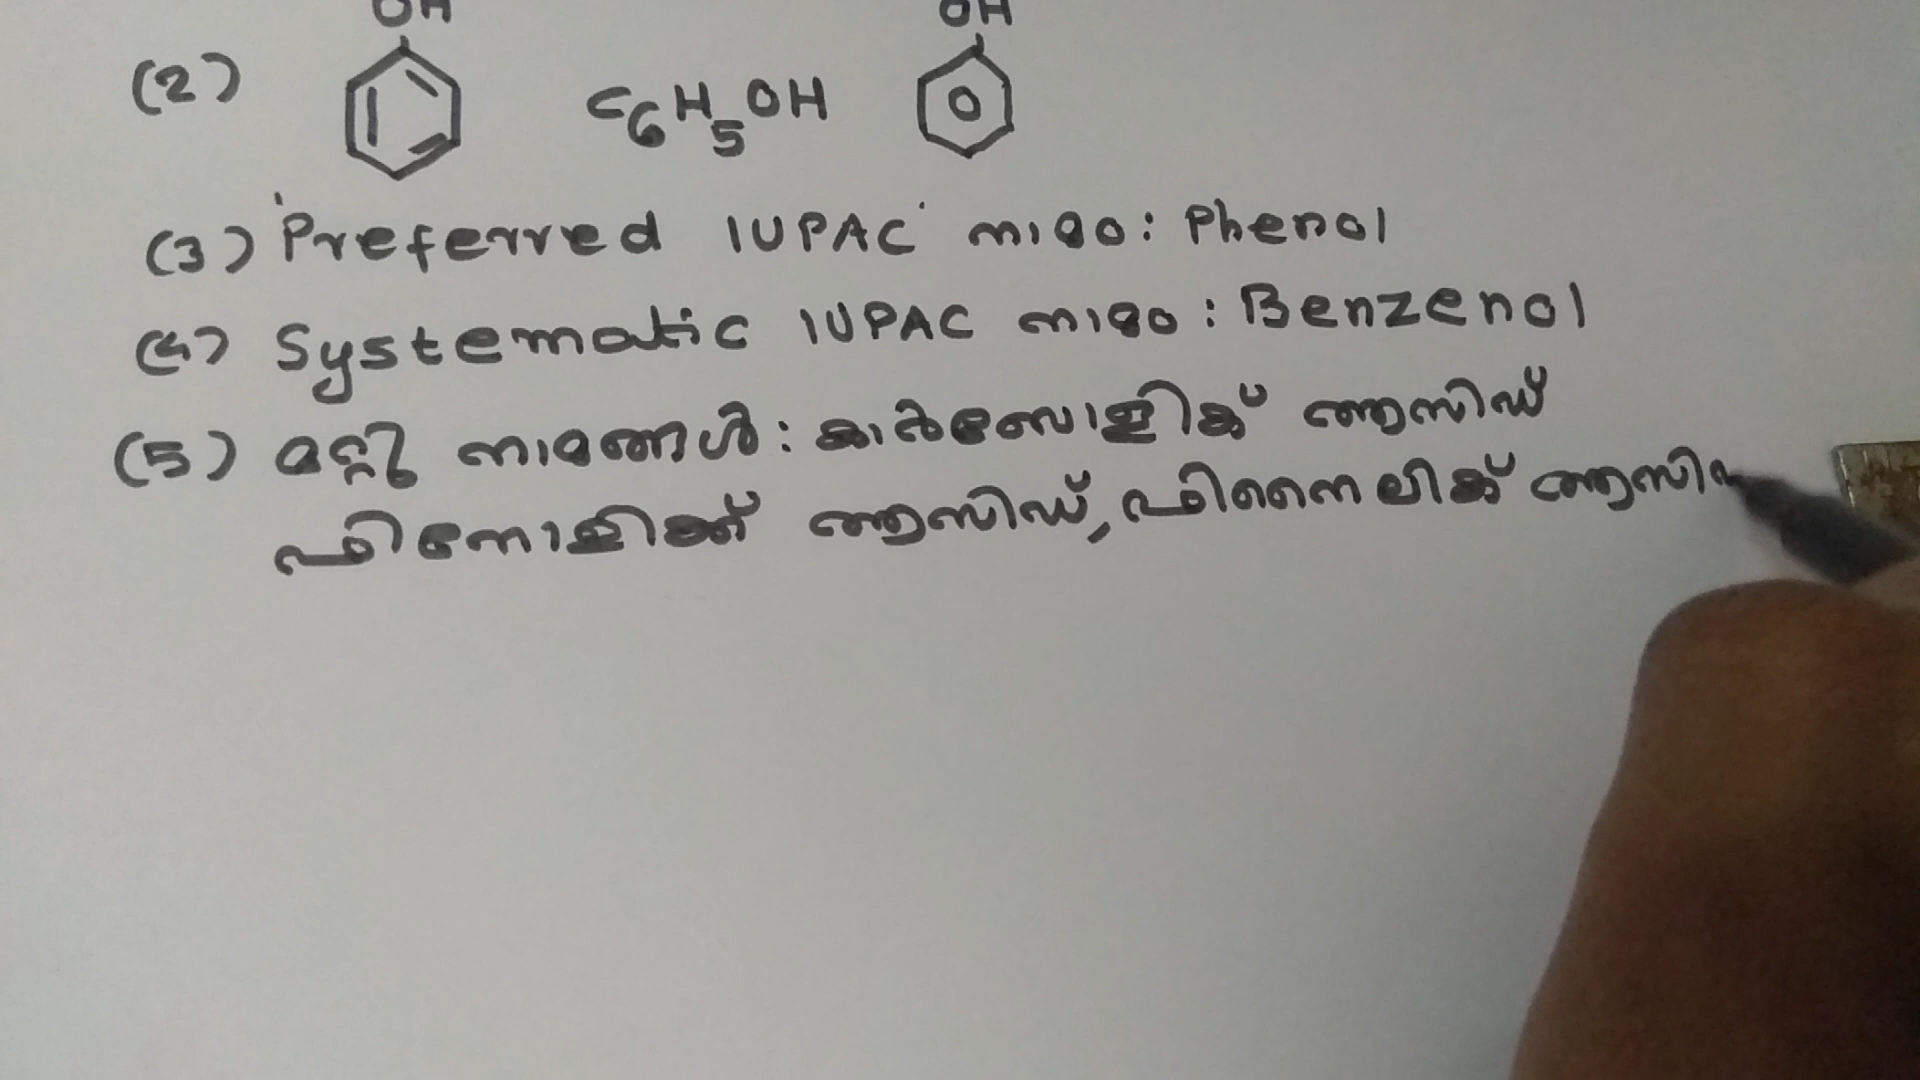 OH OH
(2) C₆H₅OH
(3) 'Preferred IUPAC' നാമം: Phenol
(4) Systematic IUPAC നാമം: Benzenol
(5) മറ്റു നാമങ്ങൾ: കാർബോളിക് ആസിഡ്
ഫിനോളിക് ആസിഡ്, ഫിനൈലിക് ആസി